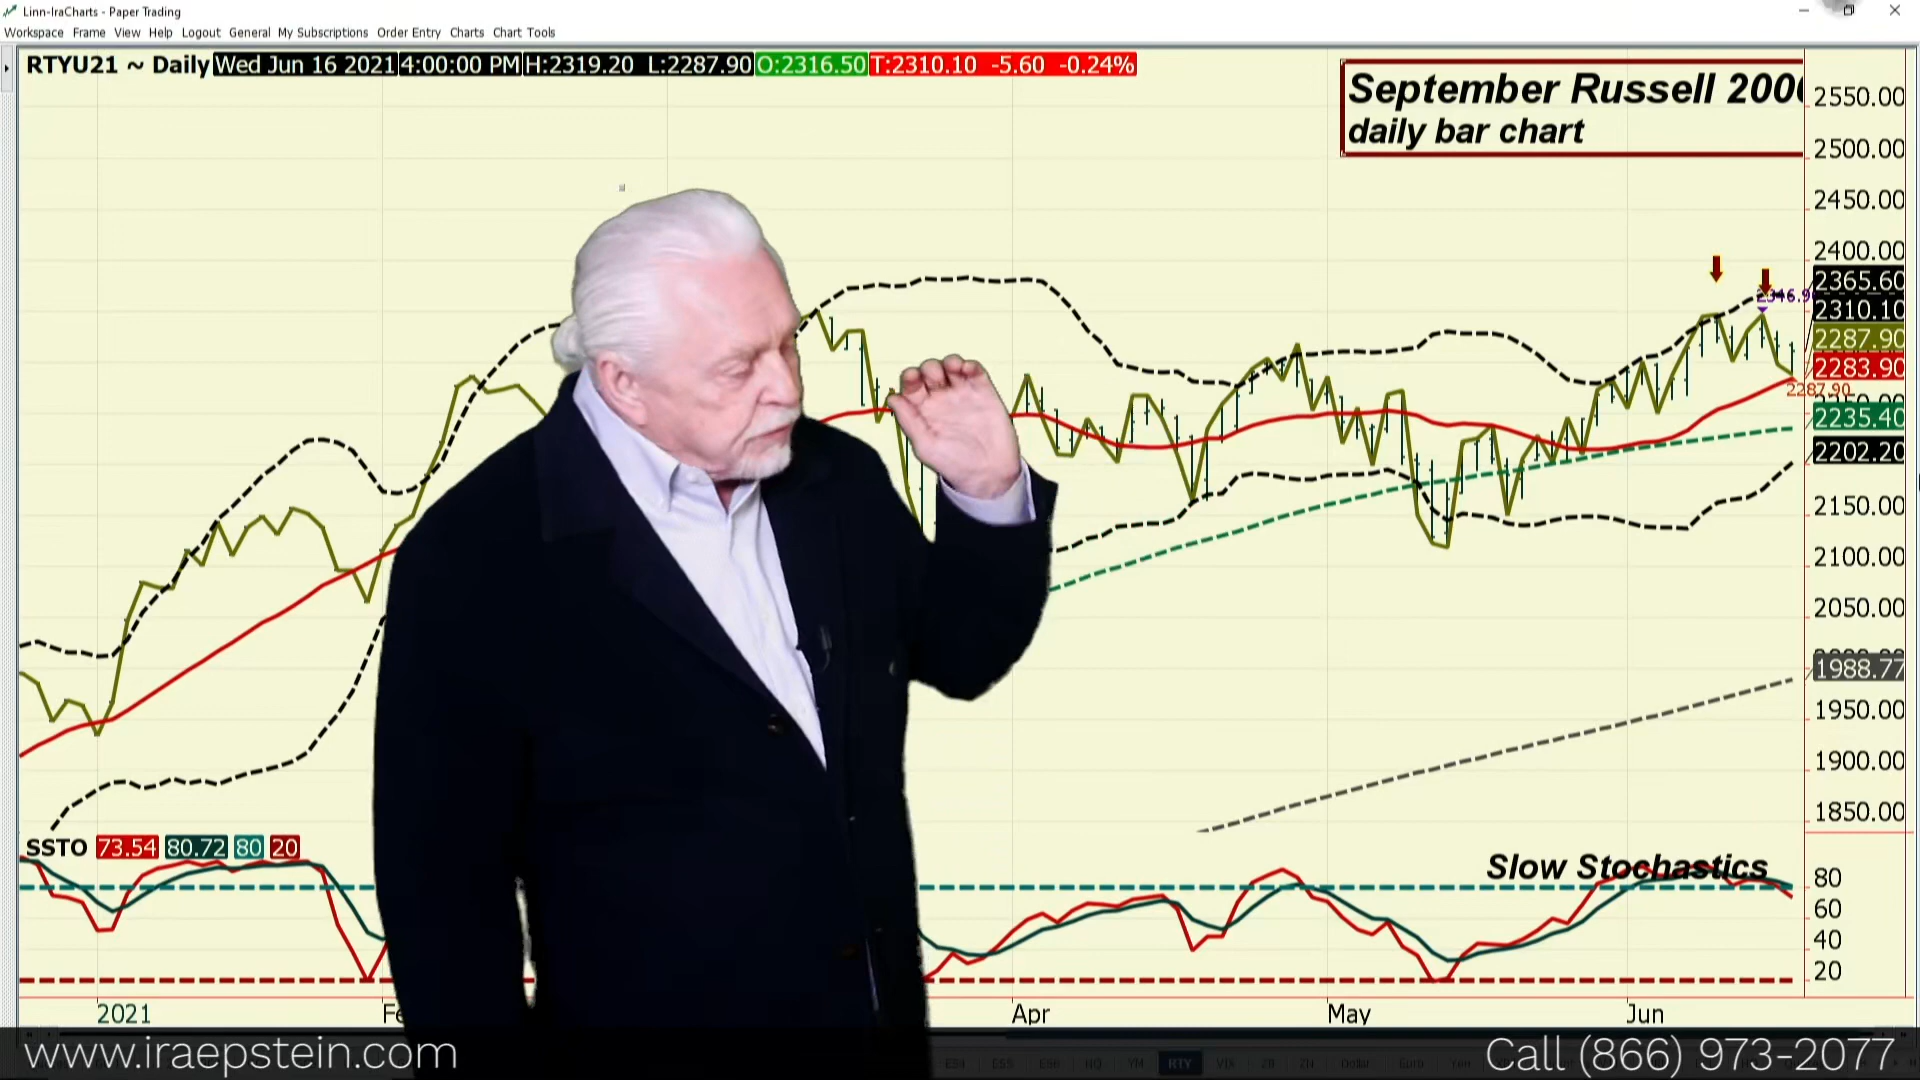 Linn-IraCharts - Paper Trading
Workspace Frame View Help Logout General My Subscriptions Order Entry Charts Chart Tools
RTYU21 ~ Daily Wed Jun 16 2021 4:00:00 PM H:2319.20 L:2287.90 O:2316.50 T:2310.10 -5.60 -0.24%
September Russell 200
daily bar chart
2550.00
2500.00
2450.00
2400.00
2365.60
2310.10
2287.90
2283.90
2287.90
2235.40
2202.20
2150.00
2100.00
2050.00
1988.77
1950.00
1900.00
1850.00
SSTO 73.54 80.72 80 20
Slow Stochastics
80
60
40
20
2021 Fe Apr May Jun
www.iraepstein.com
RTY
Call (866) 973-2077